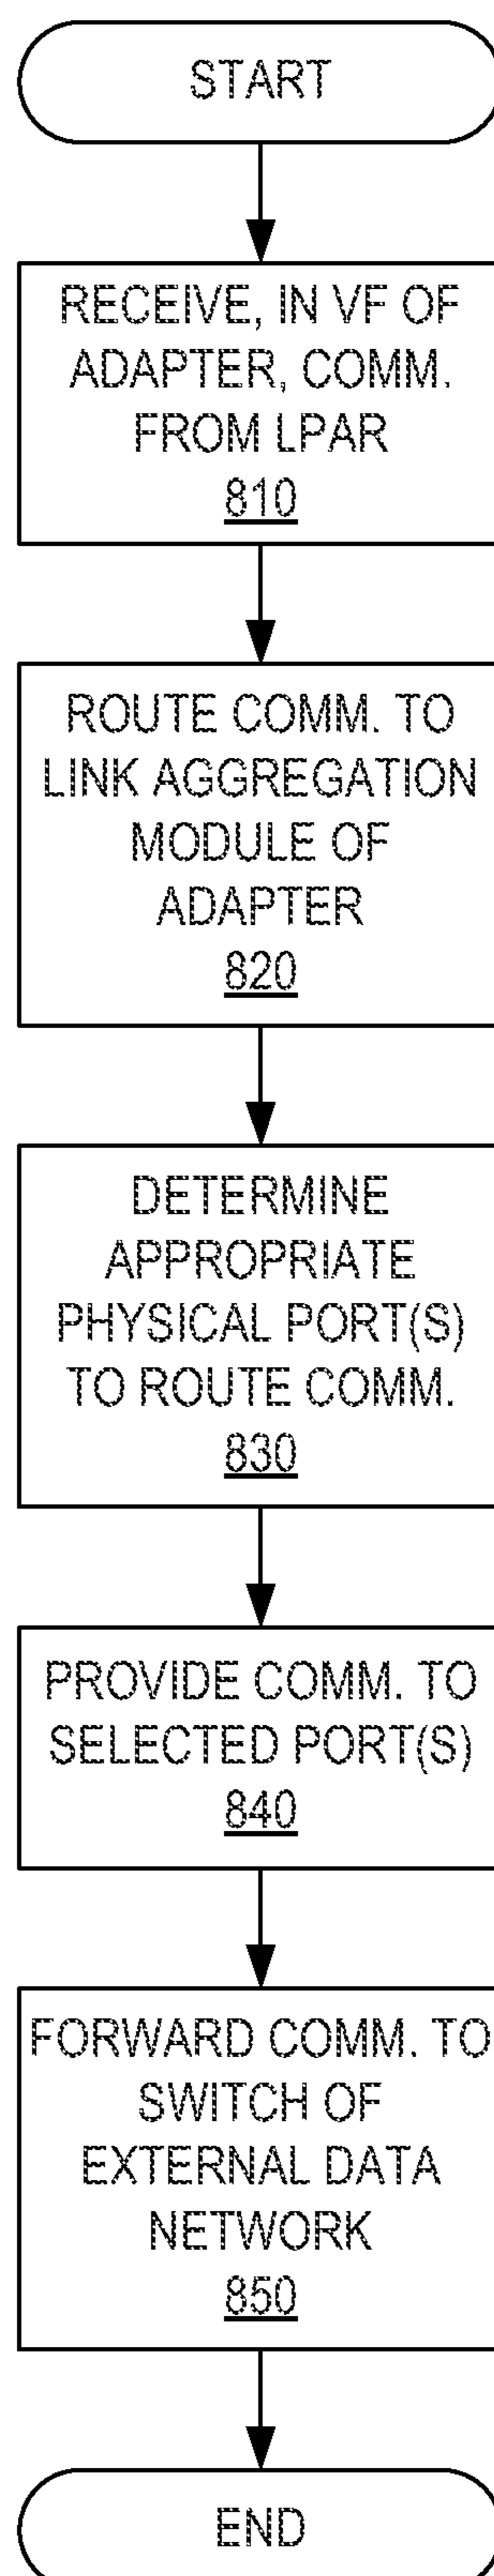 START
RECEIVE, IN VF OF
ADAPTER, COMM.
FROM LPAR
810
ROUTE COMM. TO
LINK AGGREGATION
MODULE OF
ADAPTER
820
DETERMINE
APPROPRIATE
PHYSICAL PORT(S)
TO ROUTE COMM.
830
PROVIDE COMM. TO
SELECTED PORT(S)
840
FORWARD COMM. TO
SWITCH OF
EXTERNAL DATA
NETWORK
850
END